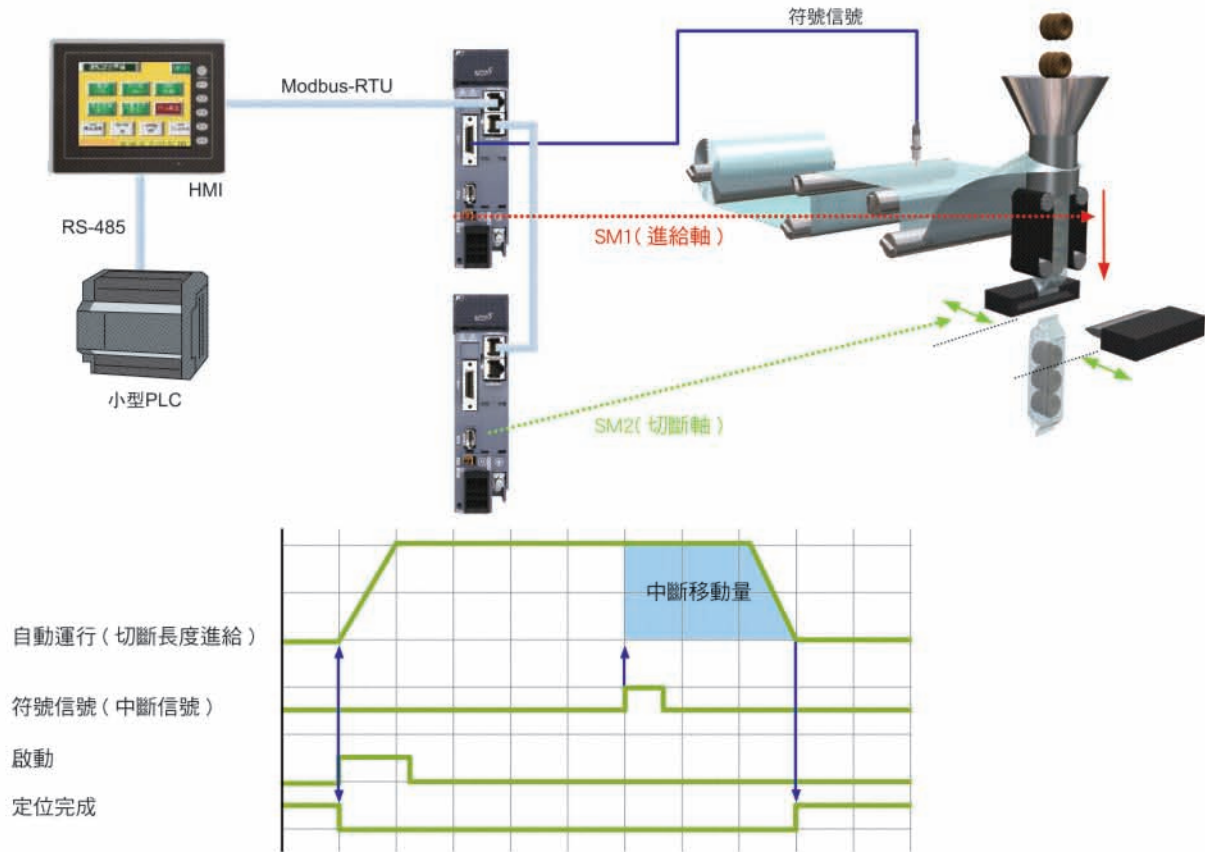 符號信號
Modbus-RTU
HMI
RS-485
SM1( 進給軸 )
小型PLC
SM2( 切斷軸 )
中斷移動量
自動運行 ( 切斷長度進給 )
符號信號 ( 中斷信號 )
啟動
定位完成